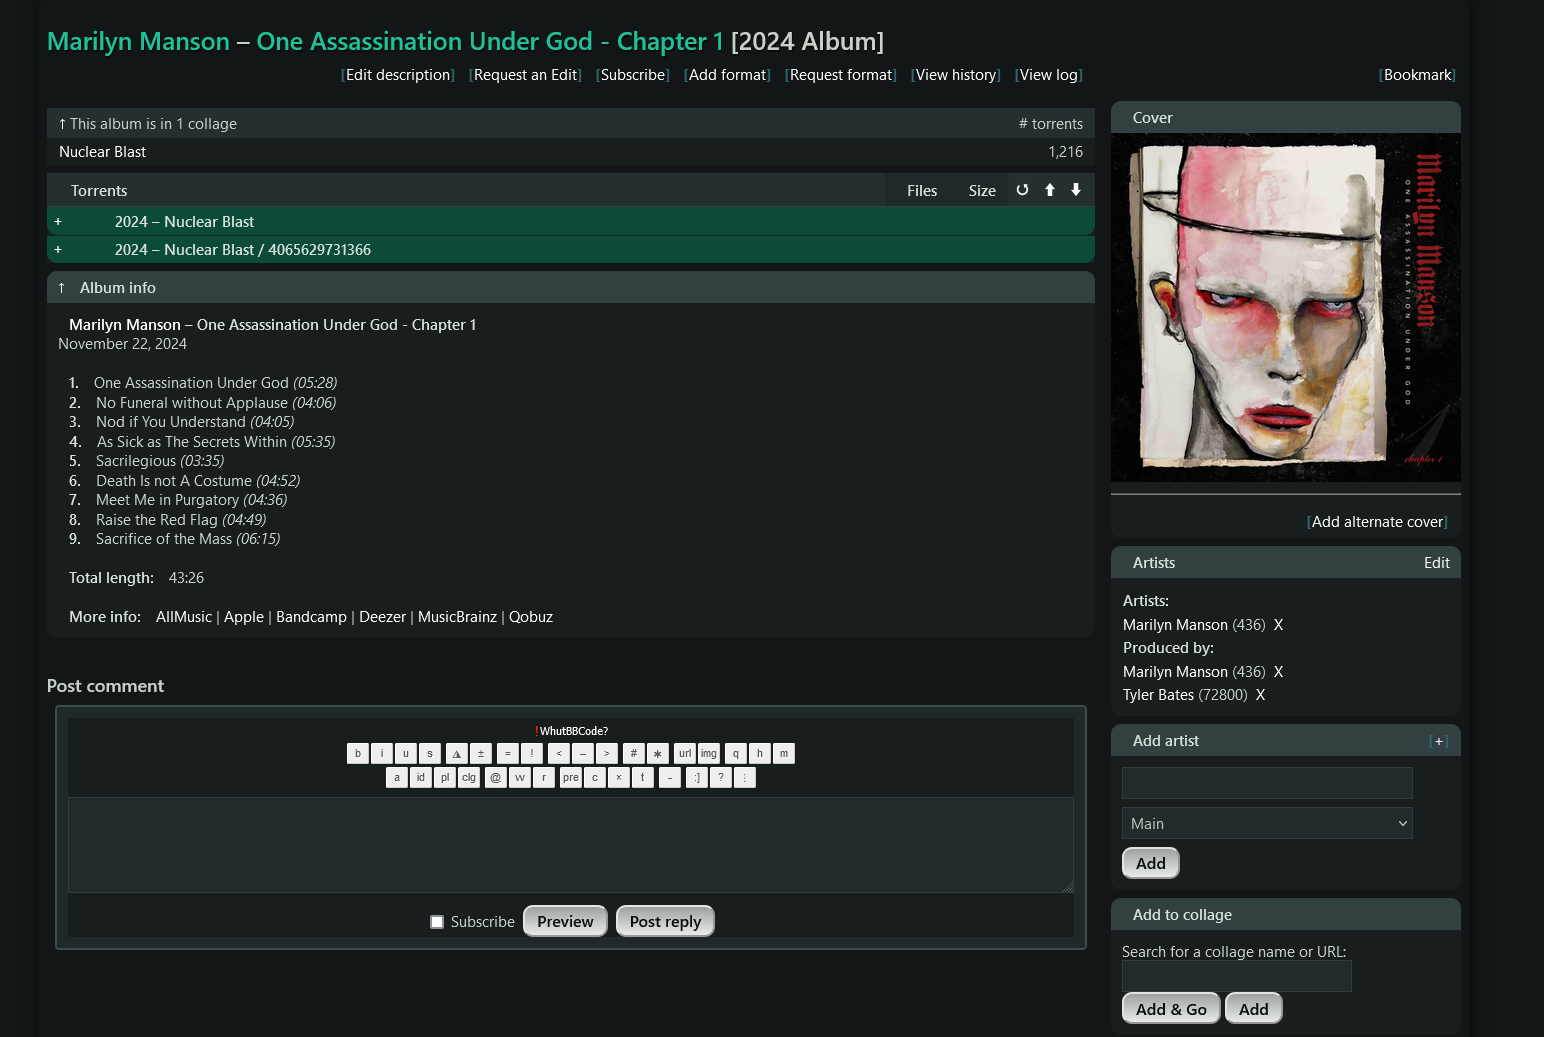 Marilyn Manson – One Assassination Under God - Chapter 1 [2024 Album]
[Edit description] [Request an Edit] [Subscribe] [Add format] [Request format] [View history] [View log] [Bookmark]
↑ This album is in 1 collage # torrents
Nuclear Blast 1,216
Torrents Files Size
+ 2024 – Nuclear Blast
+ 2024 – Nuclear Blast / 4065629731366
↑ Album info
Marilyn Manson – One Assassination Under God - Chapter 1
November 22, 2024
1. One Assassination Under God (05:28)
2. No Funeral without Applause (04:06)
3. Nod if You Understand (04:05)
4. As Sick as The Secrets Within (05:35)
5. Sacrilegious (03:35)
6. Death Is not A Costume (04:52)
7. Meet Me in Purgatory (04:36)
8. Raise the Red Flag (04:49)
9. Sacrifice of the Mass (06:15)
Total length: 43:26
More info: AllMusic | Apple | Bandcamp | Deezer | MusicBrainz | Qobuz
Post comment
!WhutBBCode?
b i u s ◮ ± = ! < – > # ∗ url img q h m
a id pl clg @ w r pre c × t - :] ? ⋮
Subscribe Preview Post reply
Cover
Marilyn Manson
ONE ASSASSINATION UNDER GOD
chapter 1
[Add alternate cover]
Artists Edit
Artists:
Marilyn Manson (436) X
Produced by:
Marilyn Manson (436) X
Tyler Bates (72800) X
Add artist [+]
Main
Add
Add to collage
Search for a collage name or URL:
Add & Go Add